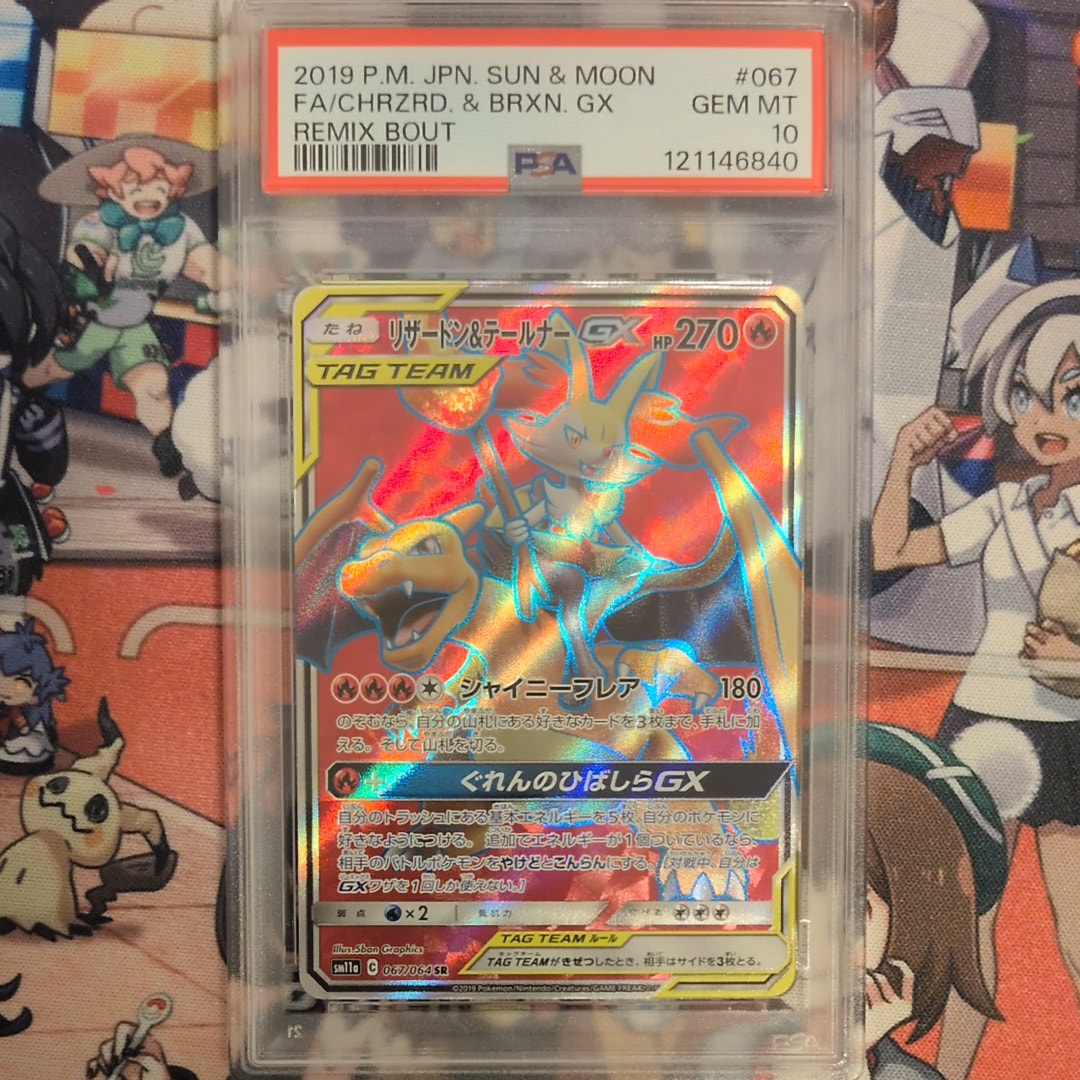 2019 P.M. JPN. SUN & MOON #067
FA/CHRZRD. & BRXN. GX GEM MT
REMIX BOUT 10
PSA 121146840
たね リザードン&テールナー GX HP 270
TAG TEAM
シャイニーフレア 180
のぞむなら、自分の山札にある好きなカードを3枚まで、手札に加
える。そして山札を切る。
+ ぐれんのひばしらGX
自分のトラッシュにある基本エネルギーを5枚、自分のポケモンに
好きなようにつける。 追加でエネルギーが1個ついているなら、
相手のバトルポケモンをやけどとこんらんにする。[対戦中、自分は
GXワザを1回しか使えない。]
弱点 ×2 抵抗力 にげる
Illus. 5ban Graphics
TAG TEAM ルール
sm11a C 067/064 SR
TAG TEAMがきぜつしたとき、相手はサイドを3枚とる。
©2019 Pokémon/Nintendo/Creatures/GAME FREAK.